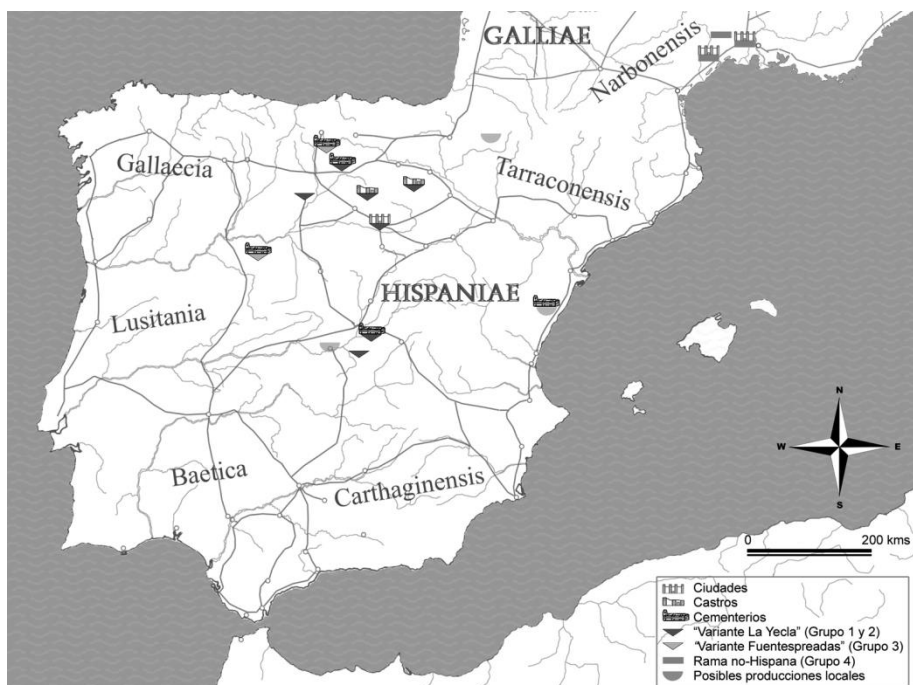 GALLIAE
Narbonensis
Gallaecia
Tarraconensis
HISPANIAE
Lusitania
Baetica
Carthaginensis
N
W E
S
0 200 kms
Ciudades
Castros
Cementerios
“Variante La Yecla” (Grupo 1 y 2)
“Variante Fuentespreadas” (Grupo 3)
Rama no-Hispana (Grupo 4)
Posibles producciones locales